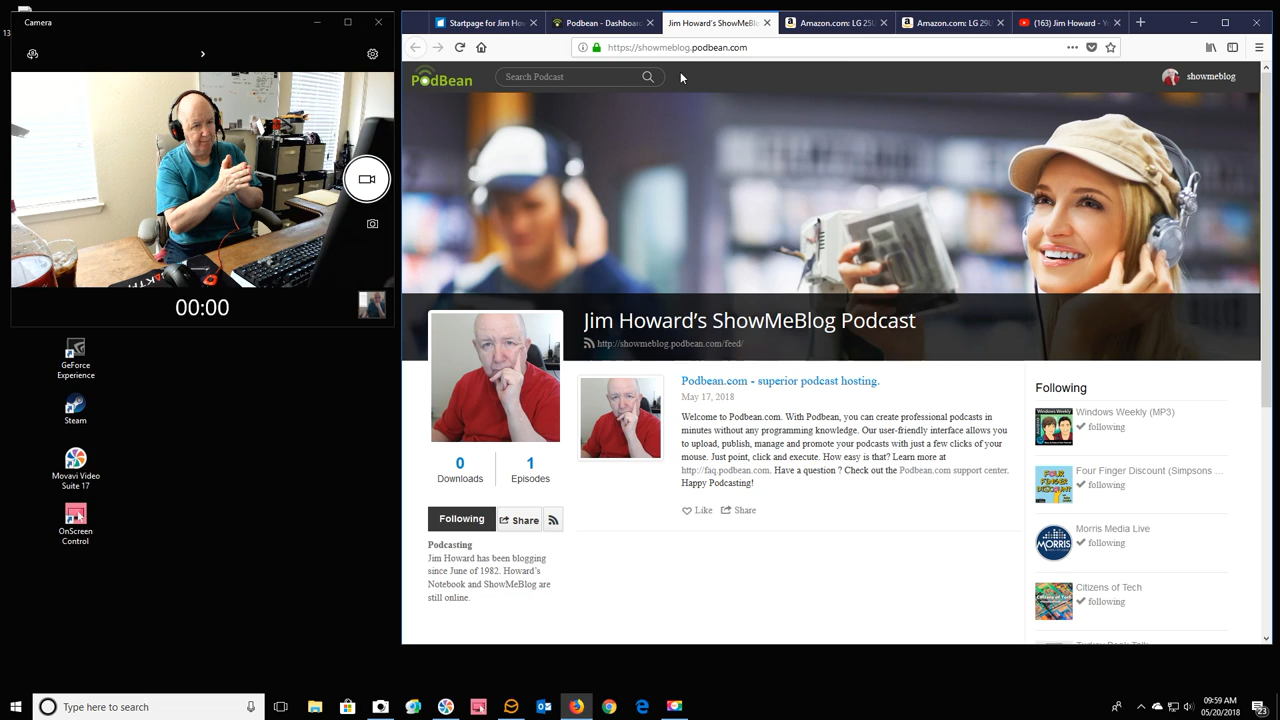 Camera
00:00
GeForce
Experience
Steam
Movavi Video
Suite 17
OnScreen
Control
Startpage for Jim Ho
Podbean - Dashboar
Jim Howard's ShowMeBl
Amazon.com: LG 25U
Amazon.com: LG 29U
(163) Jim Howard - Y
https://showmeblog.podbean.com
PodBean
Search Podcast
showmeblog
Jim Howard's ShowMeBlog Podcast
http://showmeblog.podbean.com/feed/
0
Downloads
1
Episodes
Following
Share
Podcasting
Jim Howard has been blogging
since June of 1982. Howard's
Notebook and ShowMeBlog are
still online.
Podbean.com - superior podcast hosting.
May 17, 2018
Welcome to Podbean.com. With Podbean, you can create professional podcasts in
minutes without any programming knowledge. Our user-friendly interface allows you
to upload, publish, manage and promote your podcasts with just a few clicks of your
mouse. Just point, click and execute. How easy is that? Learn more at
http://faq.podbean.com. Have a question ? Check out the Podbean.com support center.
Happy Podcasting!
Like
Share
Following
Windows Weekly (MP3)
following
Four Finger Discount (Simpsons ...
following
Morris Media Live
following
MORRIS
Citizens of Tech
following
Type here to search
09:59 AM
05/20/2018
23